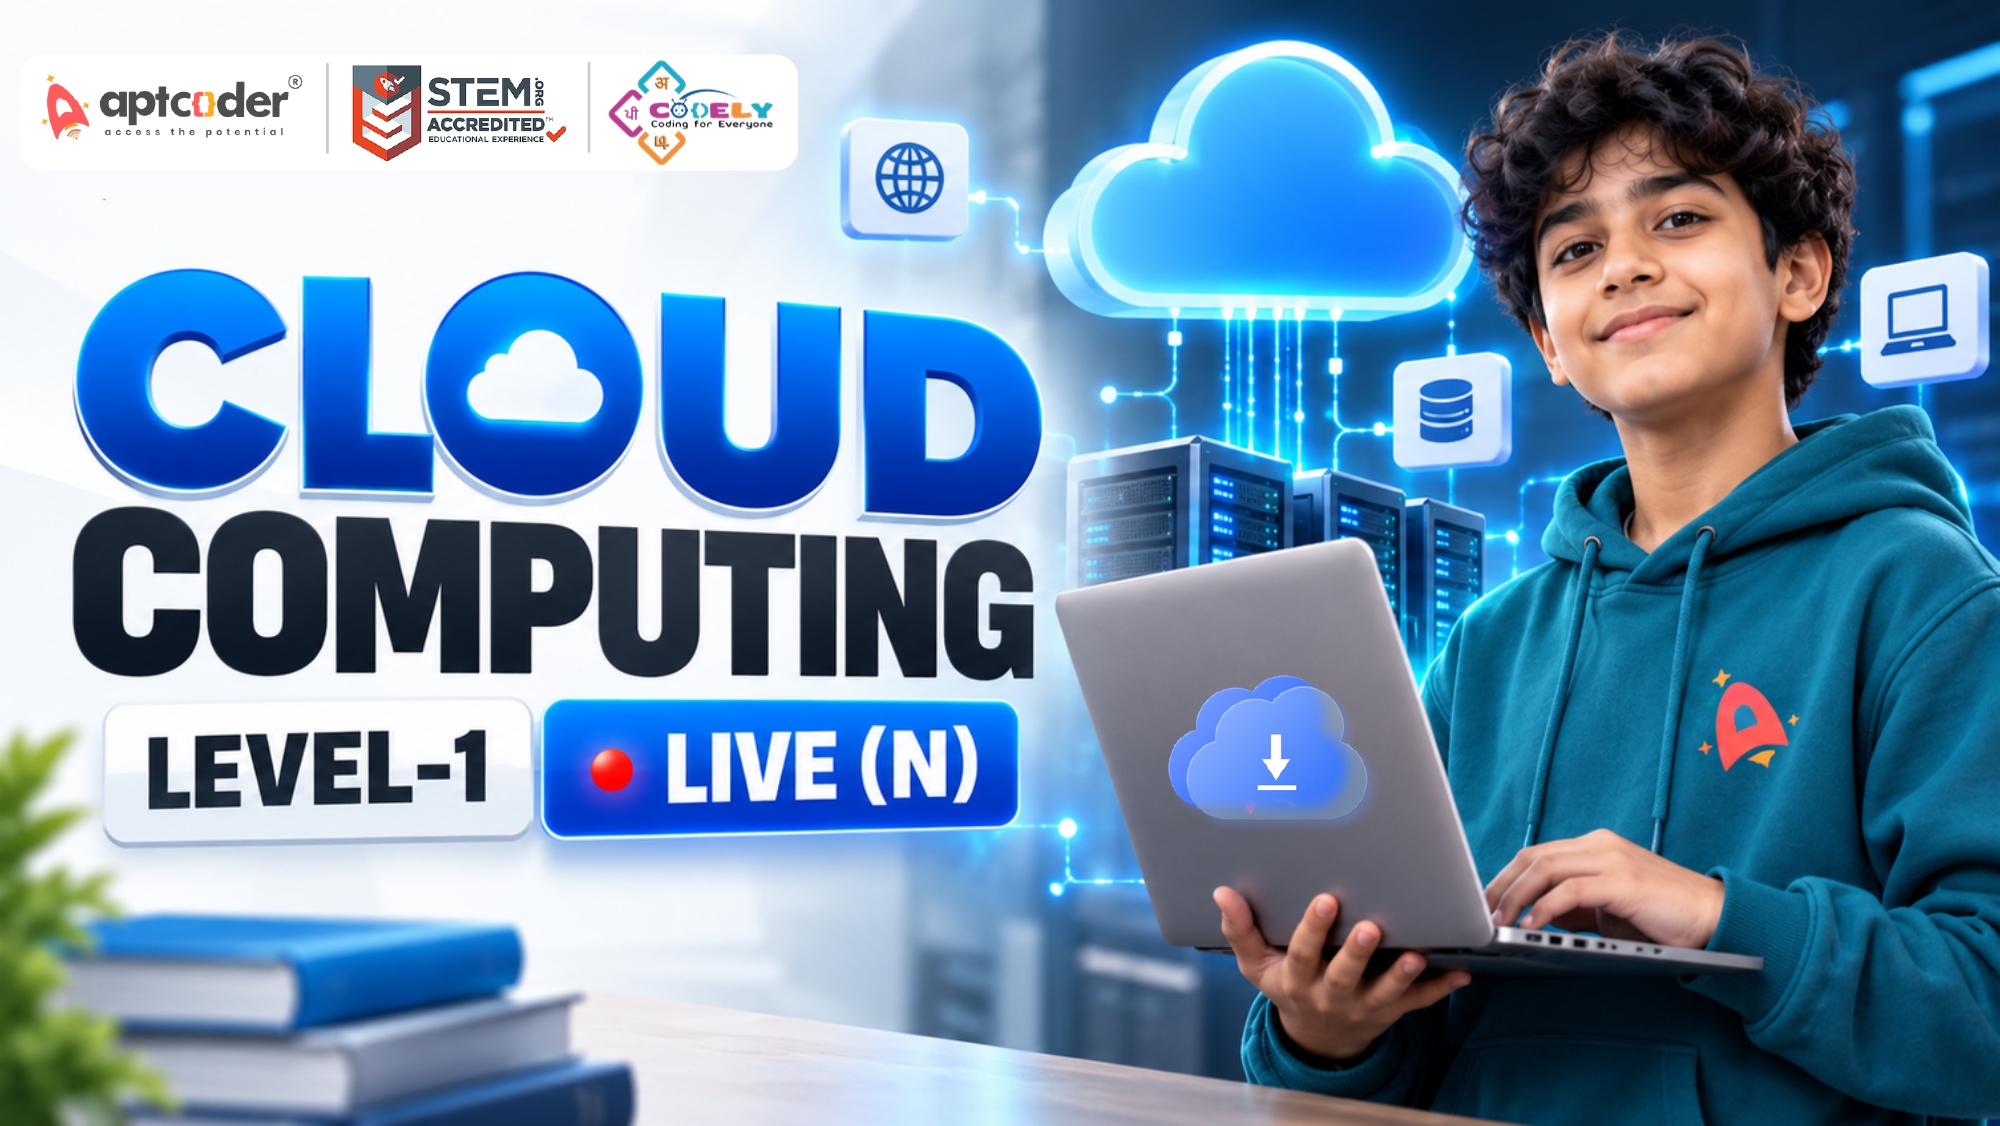 aptcoder®
access the potential
STEM.ORG
ACCREDITED™
EDUCATIONAL EXPERIENCE
अ
पी
CODELY
Coding for Everyone
CLOUD
COMPUTING
LEVEL-1
LIVE (N)